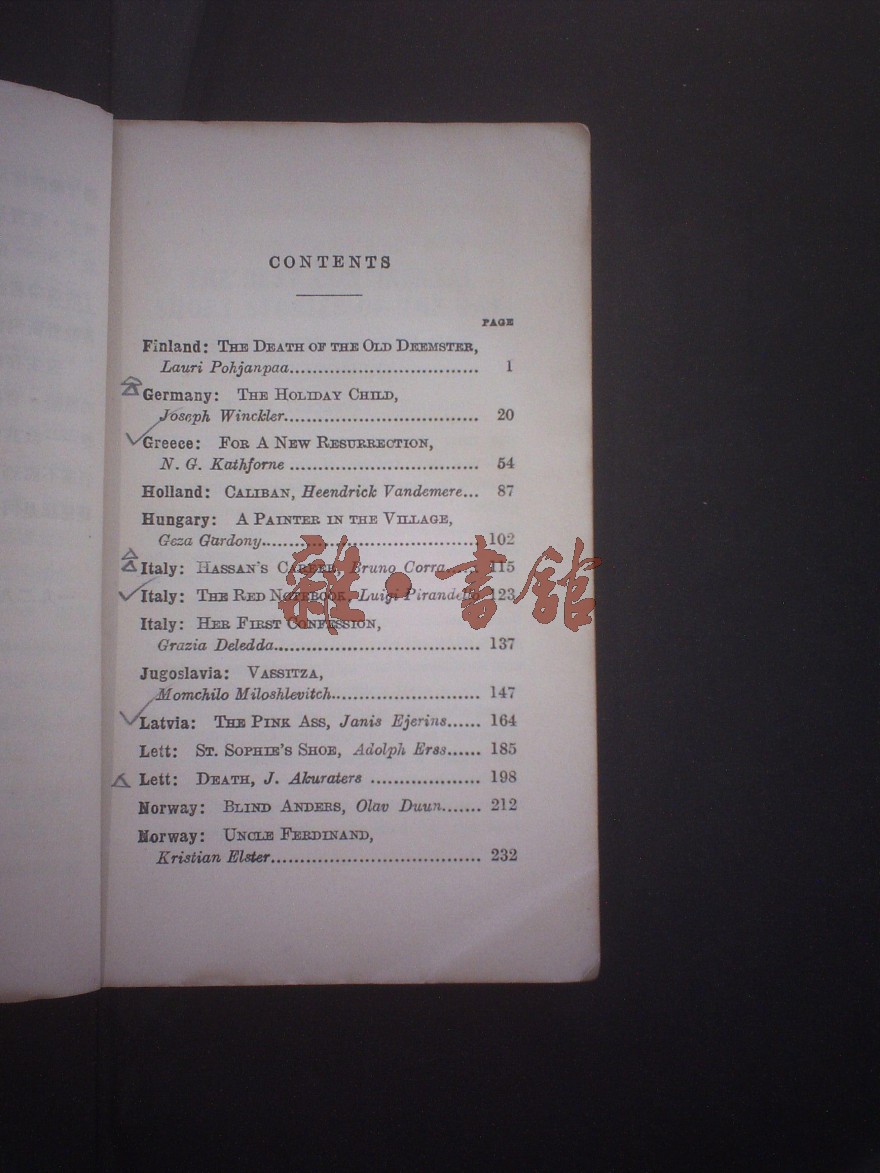 CONTENTS
PAGE
Finland: THE DEATH OF THE OLD DEEMSTER,
Lauri Pohjanpaa................................ 1
Germany: THE HOLIDAY CHILD,
Joseph Winckler................................. 20
Greece: FOR A NEW RESURRECTION,
N. G. Kathforne ................................ 54
Holland: CALIBAN, Heendrick Vandemere... 87
Hungary: A PAINTER IN THE VILLAGE,
Geza Gardony..................................... 102
Italy: HASSAN'S CAREER, Bruno Corra...... 115
Italy: THE RED NOTEBOOK, Luigi Pirandello 123
Italy: HER FIRST CONFESSION,
Grazia Deledda................................... 137
Jugoslavia: VASSITZA,
Momchilo Miloshlevitch......................... 147
Latvia: THE PINK ASS, Janis Ejerins...... 164
Lett: ST. SOPHIE'S SHOE, Adolph Erss...... 185
Lett: DEATH, J. Akuraters ................... 198
Norway: BLIND ANDERS, Olav Duun....... 212
Norway: UNCLE FERDINAND,
Kristian Elster................................... 232
雜·書館